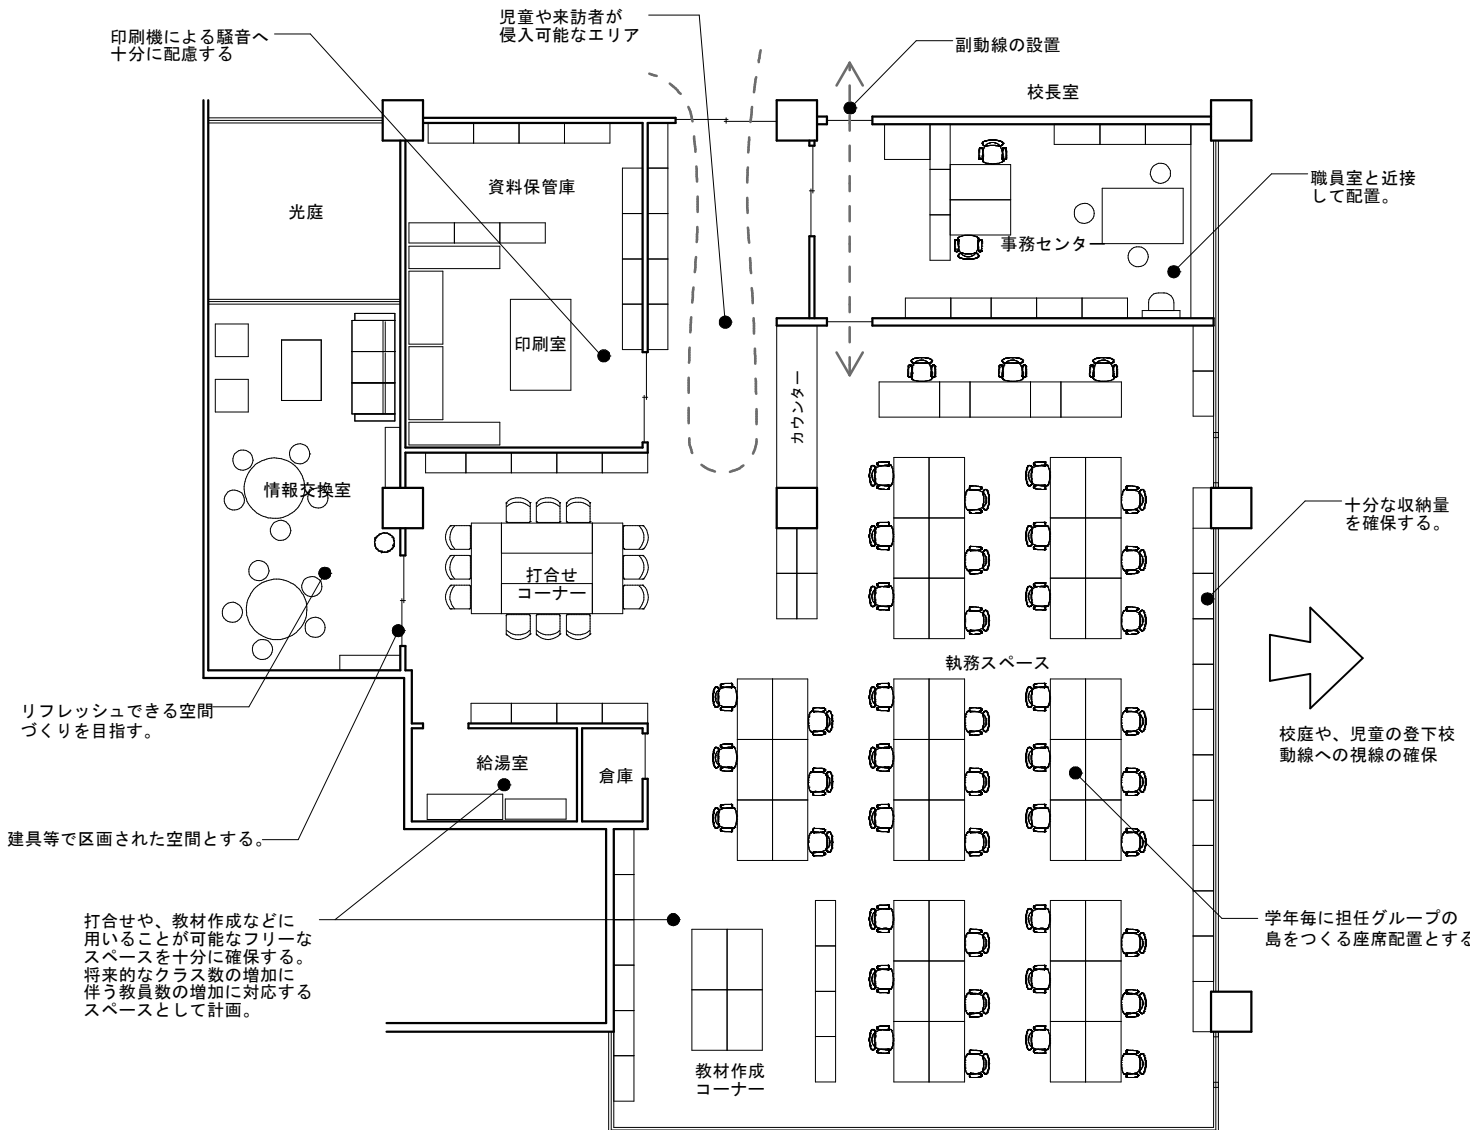 印刷機による騒音へ
十分に配慮する
児童や来訪者が
侵入可能なエリア
副動線の設置
校長室
職員室と近接
して配置。
資料保管庫
光庭
事務センター
印刷室
カウンター
情報交換室
十分な収納量
を確保する。
打合せ
コーナー
執務スペース
リフレッシュできる空間
づくりを目指す。
校庭や、児童の登下校
動線への視線の確保
給湯室
倉庫
建具等で区画された空間とする。
打合せや、教材作成などに
用いることが可能なフリーな
スペースを十分に確保する。
将来的なクラス数の増加に
伴う教員数の増加に対応する
スペースとして計画。
学年毎に担任グループの
島をつくる座席配置とする
教材作成
コーナー